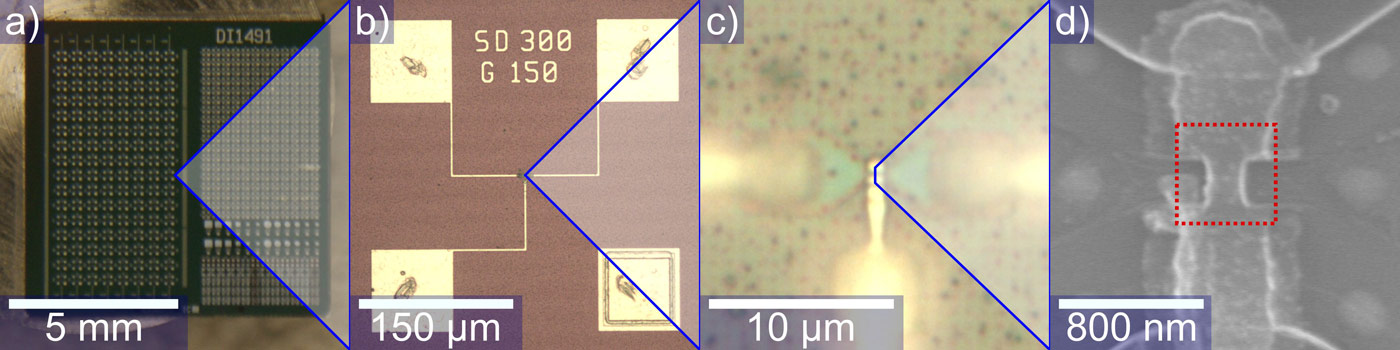 a)
DI1491
5 mm
b)
SD 300
G 150
150 µm
c)
10 µm
d)
800 nm